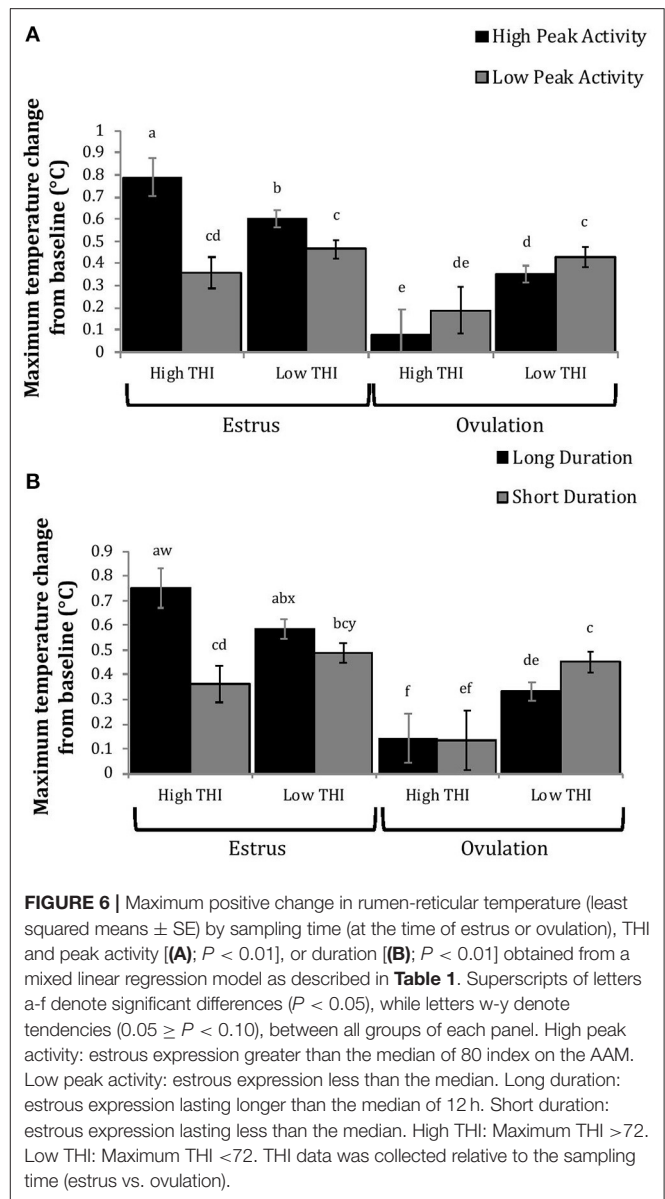 A
High Peak Activity
Low Peak Activity
Maximum temperature change
from baseline (°C)
1
0.9
0.8
0.7
0.6
0.5
0.4
0.3
0.2
0.1
0
a
cd
b
c
e
de
d
c
High THI
Low THI
High THI
Low THI
Estrus
Ovulation
B
Long Duration
Short Duration
Maximum temperature change
from baseline (°C)
0.9
0.8
0.7
0.6
0.5
0.4
0.3
0.2
0.1
0
aw
cd
abx
bcy
f
ef
de
c
High THI
Low THI
High THI
Low THI
Estrus
Ovulation
FIGURE 6 | Maximum positive change in rumen-reticular temperature (least
squared means ± SE) by sampling time (at the time of estrus or ovulation), THI
and peak activity [(A); P < 0.01], or duration [(B); P < 0.01] obtained from a
mixed linear regression model as described in Table 1. Superscripts of letters
a-f denote significant differences (P < 0.05), while letters w-y denote
tendencies (0.05 ≥ P < 0.10), between all groups of each panel. High peak
activity: estrous expression greater than the median of 80 index on the AAM.
Low peak activity: estrous expression less than the median. Long duration:
estrous expression lasting longer than the median of 12 h. Short duration:
estrous expression lasting less than the median. High THI: Maximum THI >72.
Low THI: Maximum THI <72. THI data was collected relative to the sampling
time (estrus vs. ovulation).